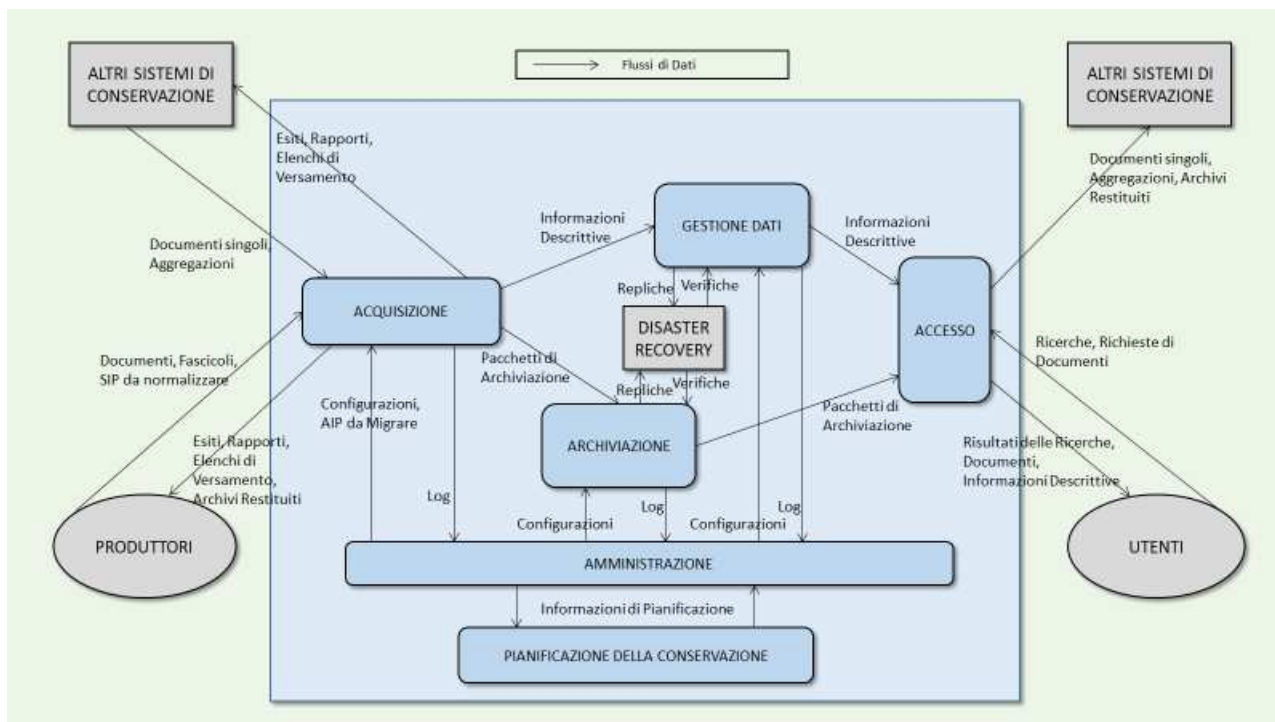 ALTRI SISTEMI DI
CONSERVAZIONE
Flussi di Dati
ALTRI SISTEMI DI
CONSERVAZIONE
Esiti, Rapporti,
Elenchi di
Versamento
Documenti singoli,
Aggregazioni, Archivi
Restituiti
Informazioni
Descrittive
GESTIONE DATI
Informazioni
Descrittive
Documenti singoli,
Aggregazioni
Repliche
Verifiche
ACQUISIZIONE
DISASTER
RECOVERY
ACCESSO
Ricerche, Richieste di
Documenti
Documenti, Fascicoli,
SIP da normalizzare
Pacchetti di
Archiviazione
Repliche
Verifiche
Configurazioni,
AIP da Migrare
Pacchetti di
Archiviazione
Esiti, Rapporti,
Elenchi di
Versamento,
Archivi Restituiti
ARCHIVIAZIONE
Risultati delle Ricerche,
Documenti,
Informazioni Descrittive
Log
Log
Log
Configurazioni
Configurazioni
PRODUTTORI
UTENTI
AMMINISTRAZIONE
Informazioni di Pianificazione
PIANIFICAZIONE DELLA CONSERVAZIONE